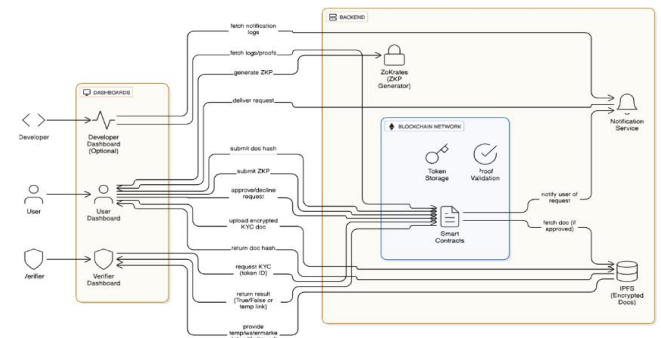 BACKEND
fetch notification
logs
fetch logs/proofs
generate ZKP
ZoKrates
(ZKP
Generator)
DASHBOARDS
deliver request
Developer
Developer
Dashboard
(Optional)
Notification
Service
BLOCKCHAIN NETWORK
submit doc hash
Token
Storage
Proof
Validation
submit ZKP
approve/decline
request
User
User
Dashboard
notify user of
request
Smart
Contracts
upload encrypted
KYC doc
fetch doc (if
approved)
return doc hash
request KYC
(token ID)
Verifier
Verifier
Dashboard
IPFS
(Encrypted
Docs)
return result
(True/False or
temp link)
provide
temp/watermarke